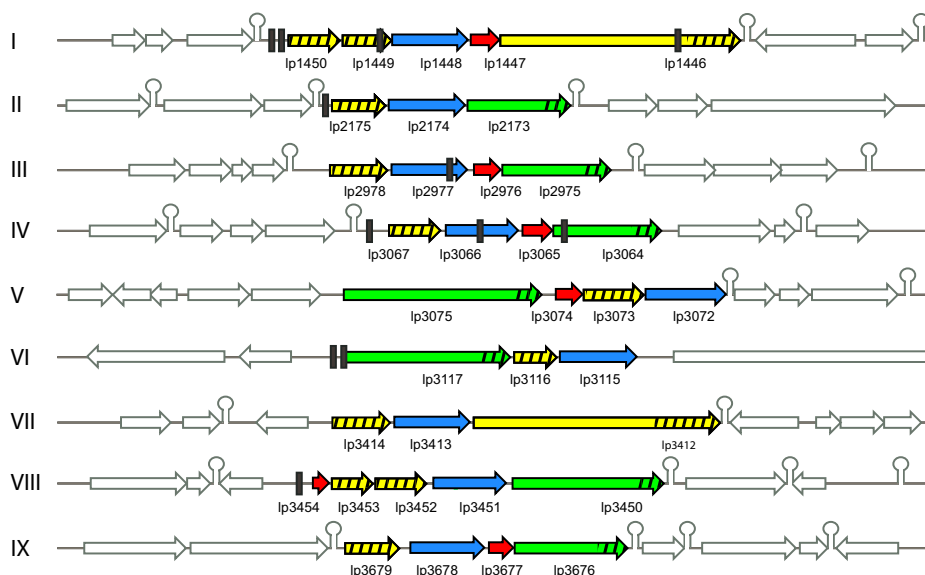 I
lp1450 lp1449 lp1448 lp1447 lp1446
II
lp2175 lp2174 lp2173
III
lp2978 lp2977 lp2976 lp2975
IV
lp3067 lp3066 lp3065 lp3064
V
lp3075 lp3074 lp3073 lp3072
VI
lp3117 lp3116 lp3115
VII
lp3414 lp3413 lp3412
VIII
lp3454 lp3453 lp3452 lp3451 lp3450
IX
lp3679 lp3678 lp3677 lp3676